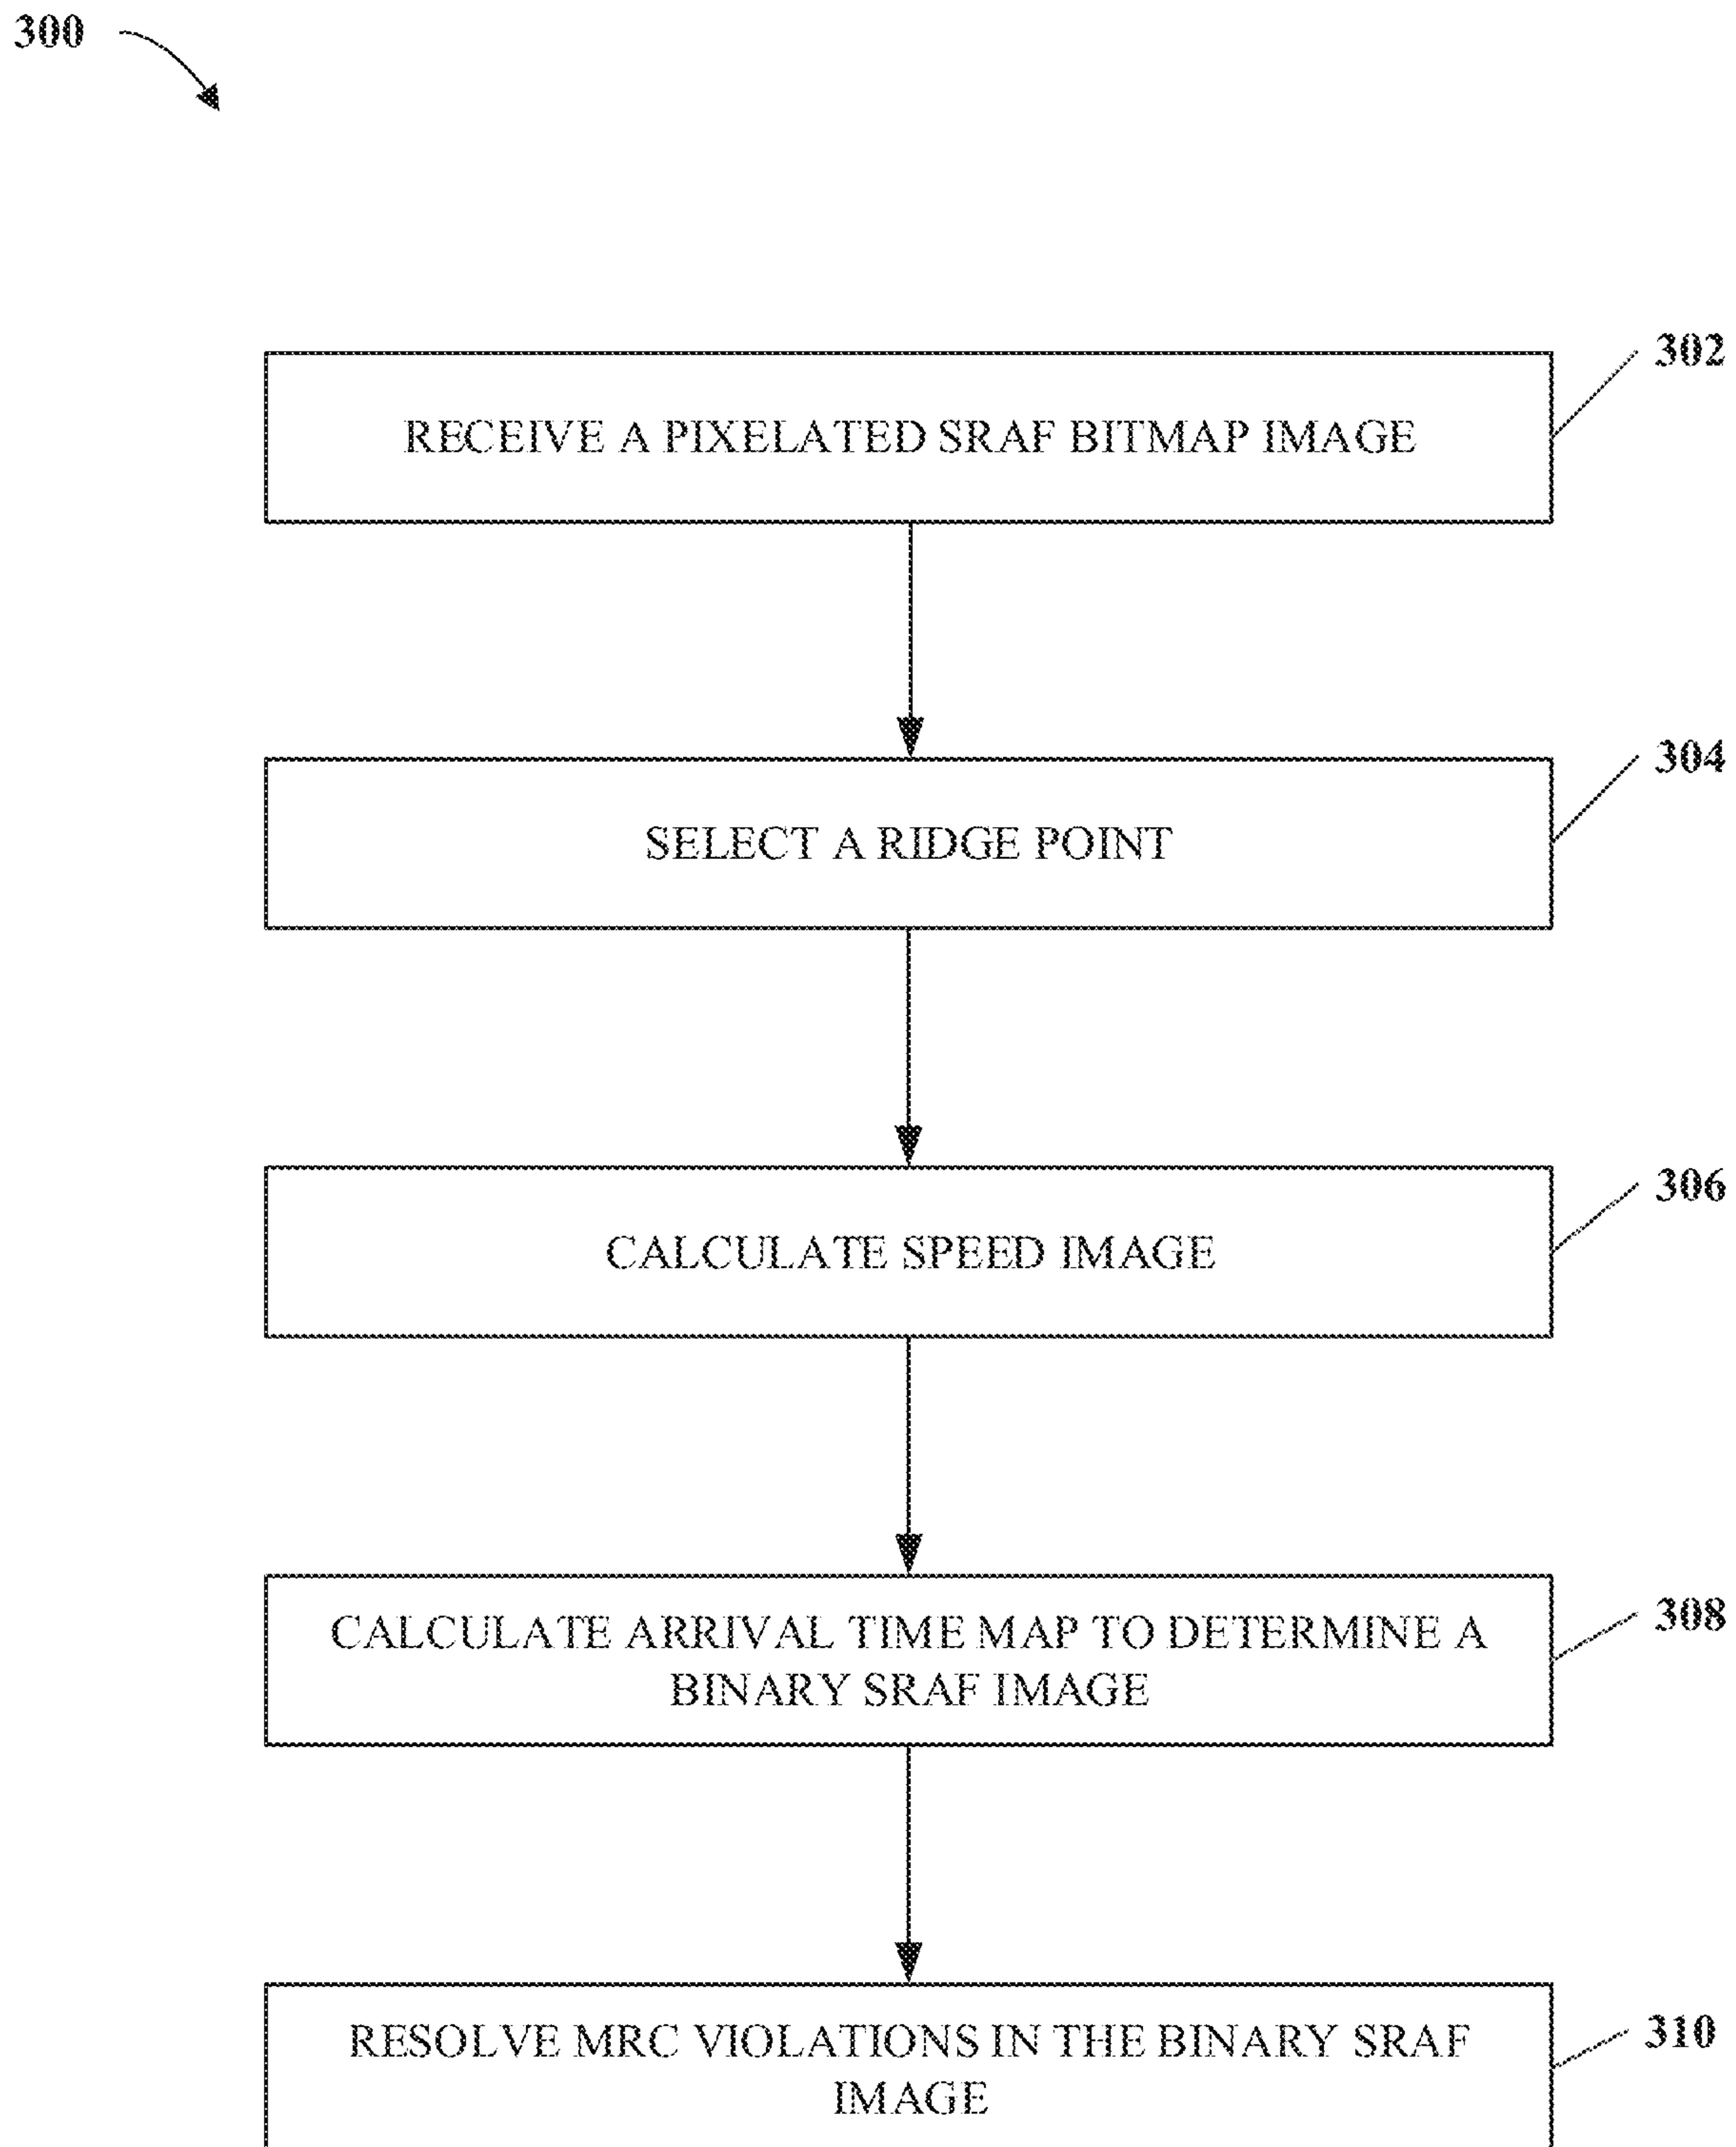 300
302
RECEIVE A PIXELATED SRAF BITMAP IMAGE
304
SELECT A RIDGE POINT
306
CALCULATE SPEED IMAGE
308
CALCULATE ARRIVAL TIME MAP TO DETERMINE A
BINARY SRAF IMAGE
310
RESOLVE MRC VIOLATIONS IN THE BINARY SRAF
IMAGE